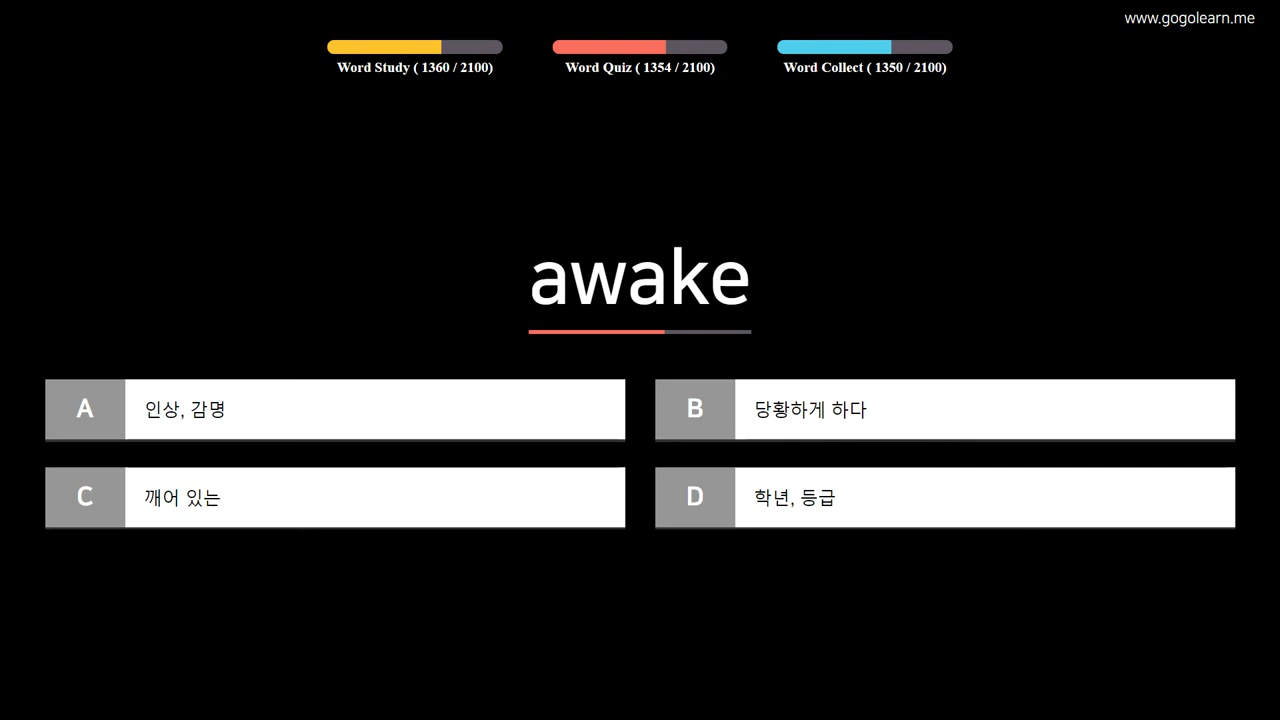 www.gogolearn.me
Word Study ( 1360 / 2100)
Word Quiz ( 1354 / 2100)
Word Collect ( 1350 / 2100)
awake
A 인상, 감명
B 당황하게 하다
C 깨어 있는
D 학년, 등급